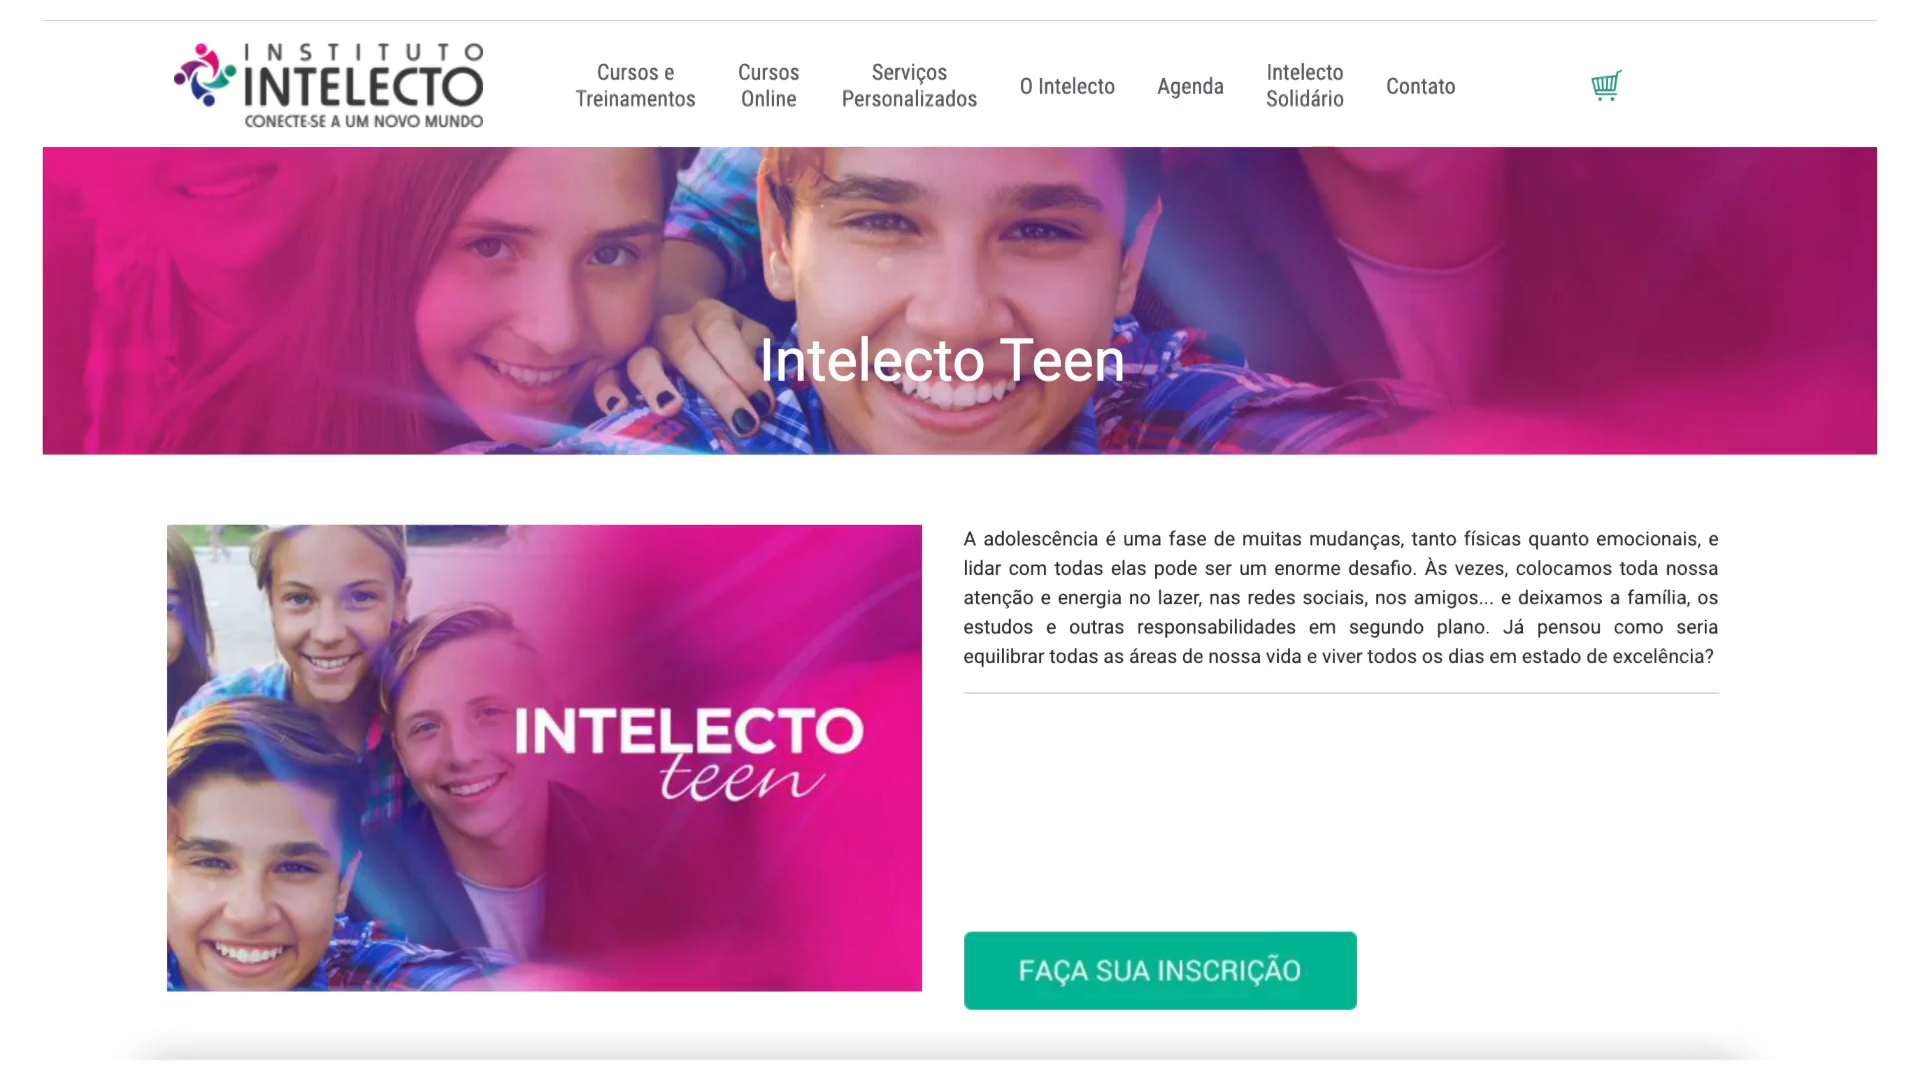 INSTITUTO
INTELECTO
CONECTE-SE A UM NOVO MUNDO
Cursos e
Treinamentos
Cursos
Online
Serviços
Personalizados
O Intelecto
Agenda
Intelecto
Solidário
Contato
Intelecto Teen
INTELECTO
teen
A adolescência é uma fase de muitas mudanças, tanto físicas quanto emocionais, e
lidar com todas elas pode ser um enorme desafio. Às vezes, colocamos toda nossa
atenção e energia no lazer, nas redes sociais, nos amigos... e deixamos a família, os
estudos e outras responsabilidades em segundo plano. Já pensou como seria
equilibrar todas as áreas de nossa vida e viver todos os dias em estado de excelência?
FAÇA SUA INSCRIÇÃO